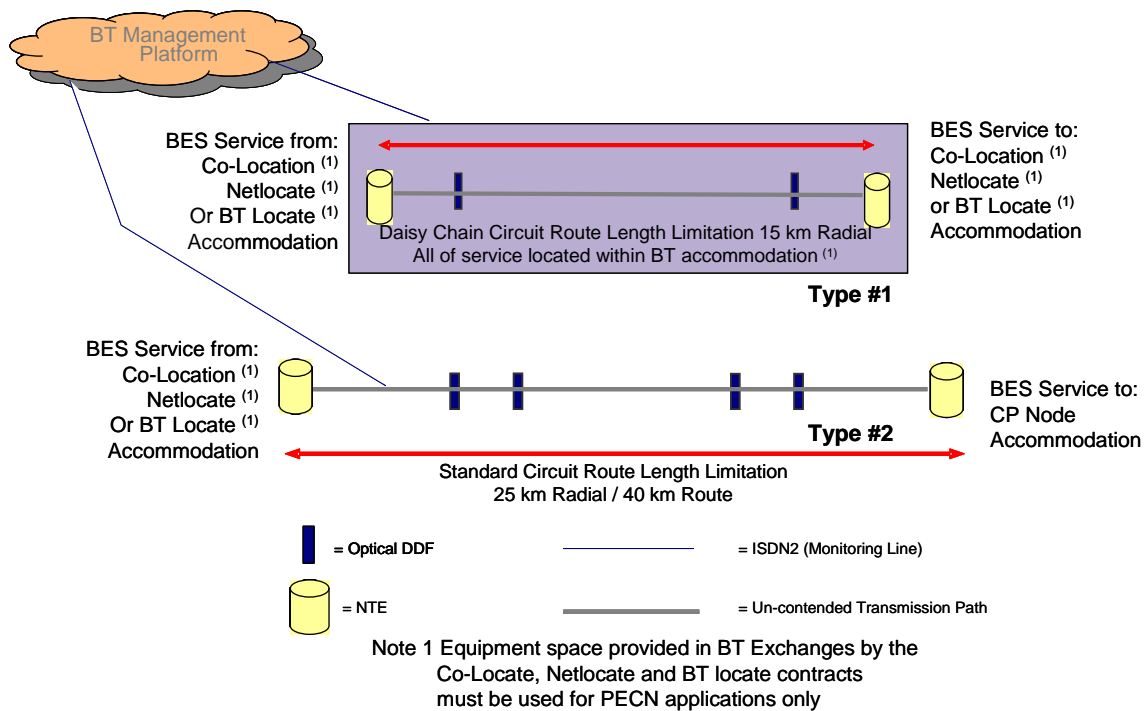 BT Management
Platform
BES Service from:
Co-Location (1)
Netlocate (1)
Or BT Locate (1)
Accommodation
BES Service to:
Co-Location (1)
Netlocate (1)
or BT Locate (1)
Accommodation
Daisy Chain Circuit Route Length Limitation 15 km Radial
All of service located within BT accommodation (1)
Type #1
BES Service from:
Co-Location (1)
Netlocate (1)
Or BT Locate (1)
Accommodation
BES Service to:
CP Node
Accommodation
Type #2
Standard Circuit Route Length Limitation
25 km Radial / 40 km Route
= Optical DDF
= ISDN2 (Monitoring Line)
= NTE
= Un-contended Transmission Path
Note 1 Equipment space provided in BT Exchanges by the
Co-Locate, Netlocate and BT locate contracts
must be used for PECN applications only